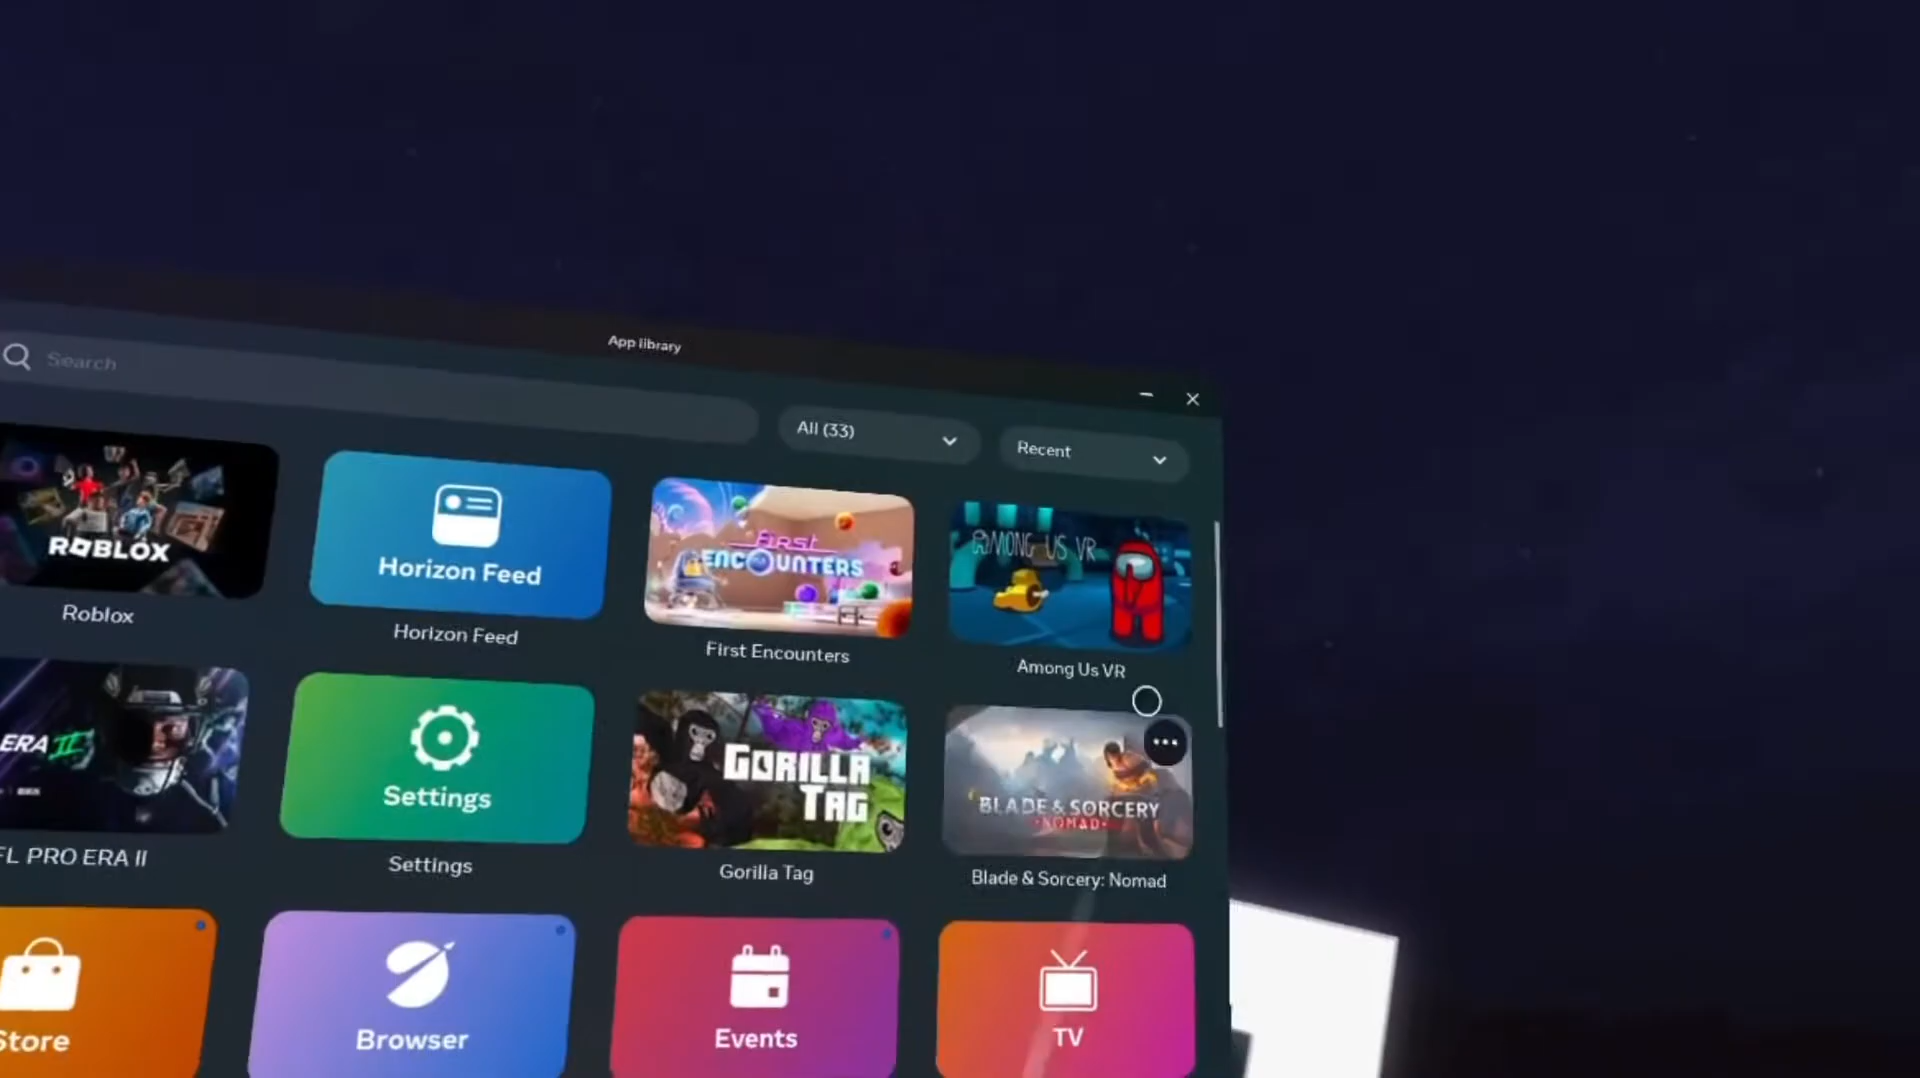 App library
Search
All (33)
Recent
ROBLOX
Horizon Feed
First
ENCOUNTERS
AMONG US VR
Roblox
Horizon Feed
First Encounters
Among Us VR
ERA II
Settings
GORILLA
TAG
BLADE & SORCERY
NOMAD
FL PRO ERA II
Settings
Gorilla Tag
Blade & Sorcery: Nomad
Store
Browser
Events
TV